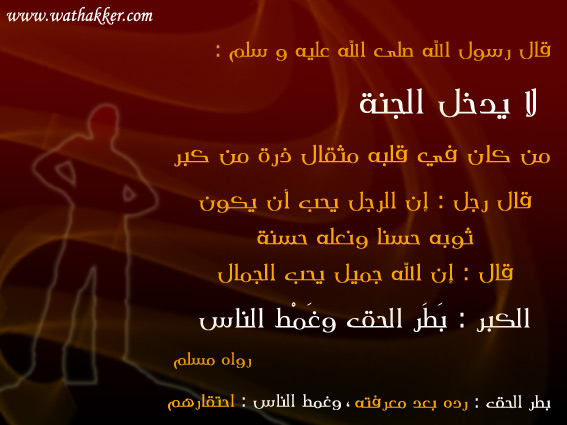 www.wathakker.com
قال رسول الله صلى الله عليه و سلم :
لا يدخل الجنة
من كان في قلبه مثقال ذرة من كبر
قال رجل : إن الرجل يحب أن يكون
ثوبه حسنا ونعله حسنة
قال : إن الله جميل يحب الجمال
الكبر : بَطَر الحق وغَمْط الناس
رواه مسلم
بطر الحق : رده بعد معرفته ، وغمط الناس : احتقارهم